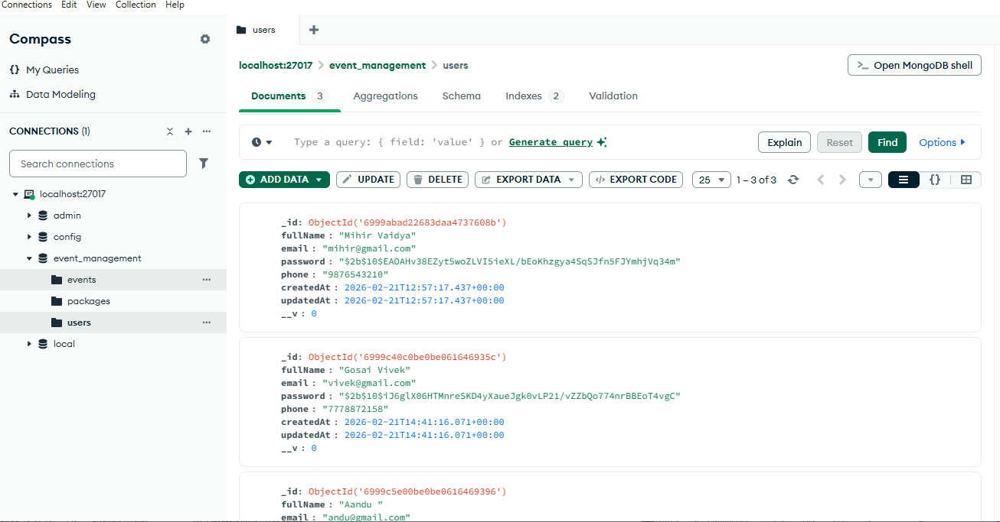 Connections Edit View Collection Help
Compass
My Queries
Data Modeling
CONNECTIONS (1)
Search connections
localhost:27017
admin
config
event_management
events
packages
users
local
users
localhost:27017 > event_management > users
>_ Open MongoDB shell
Documents 3 Aggregations Schema Indexes 2 Validation
Type a query: { field: 'value' } or Generate query
Explain Reset Find Options
ADD DATA UPDATE DELETE EXPORT DATA EXPORT CODE 25 1 – 3 of 3
_id: ObjectId('6999abad22683daa4737608b')
fullName : "Mihir Vaidya"
email : "mihir@gmail.com"
password : "$2b$10$EAOAHv38EZyt5woZLVI5ieXL/bEoKhzgya4SqSJfn5FJYmhjVq34m"
phone : "9876543210"
createdAt : 2026-02-21T12:57:17.437+00:00
updatedAt : 2026-02-21T12:57:17.437+00:00
__v : 0
_id: ObjectId('6999c40c0be0be061646935c')
fullName : "Gosai Vivek"
email : "vivek@gmail.com"
password : "$2b$10$iJ6glX06HTMnreSKD4yXaueJgk0vLP21/vZZbQo774nrBBEoT4vgC"
phone : "7778872158"
createdAt : 2026-02-21T14:41:16.071+00:00
updatedAt : 2026-02-21T14:41:16.071+00:00
__v : 0
_id: ObjectId('6999c5e00be0be0616469396')
fullName : "Aandu "
email : "andu@gmail.com"